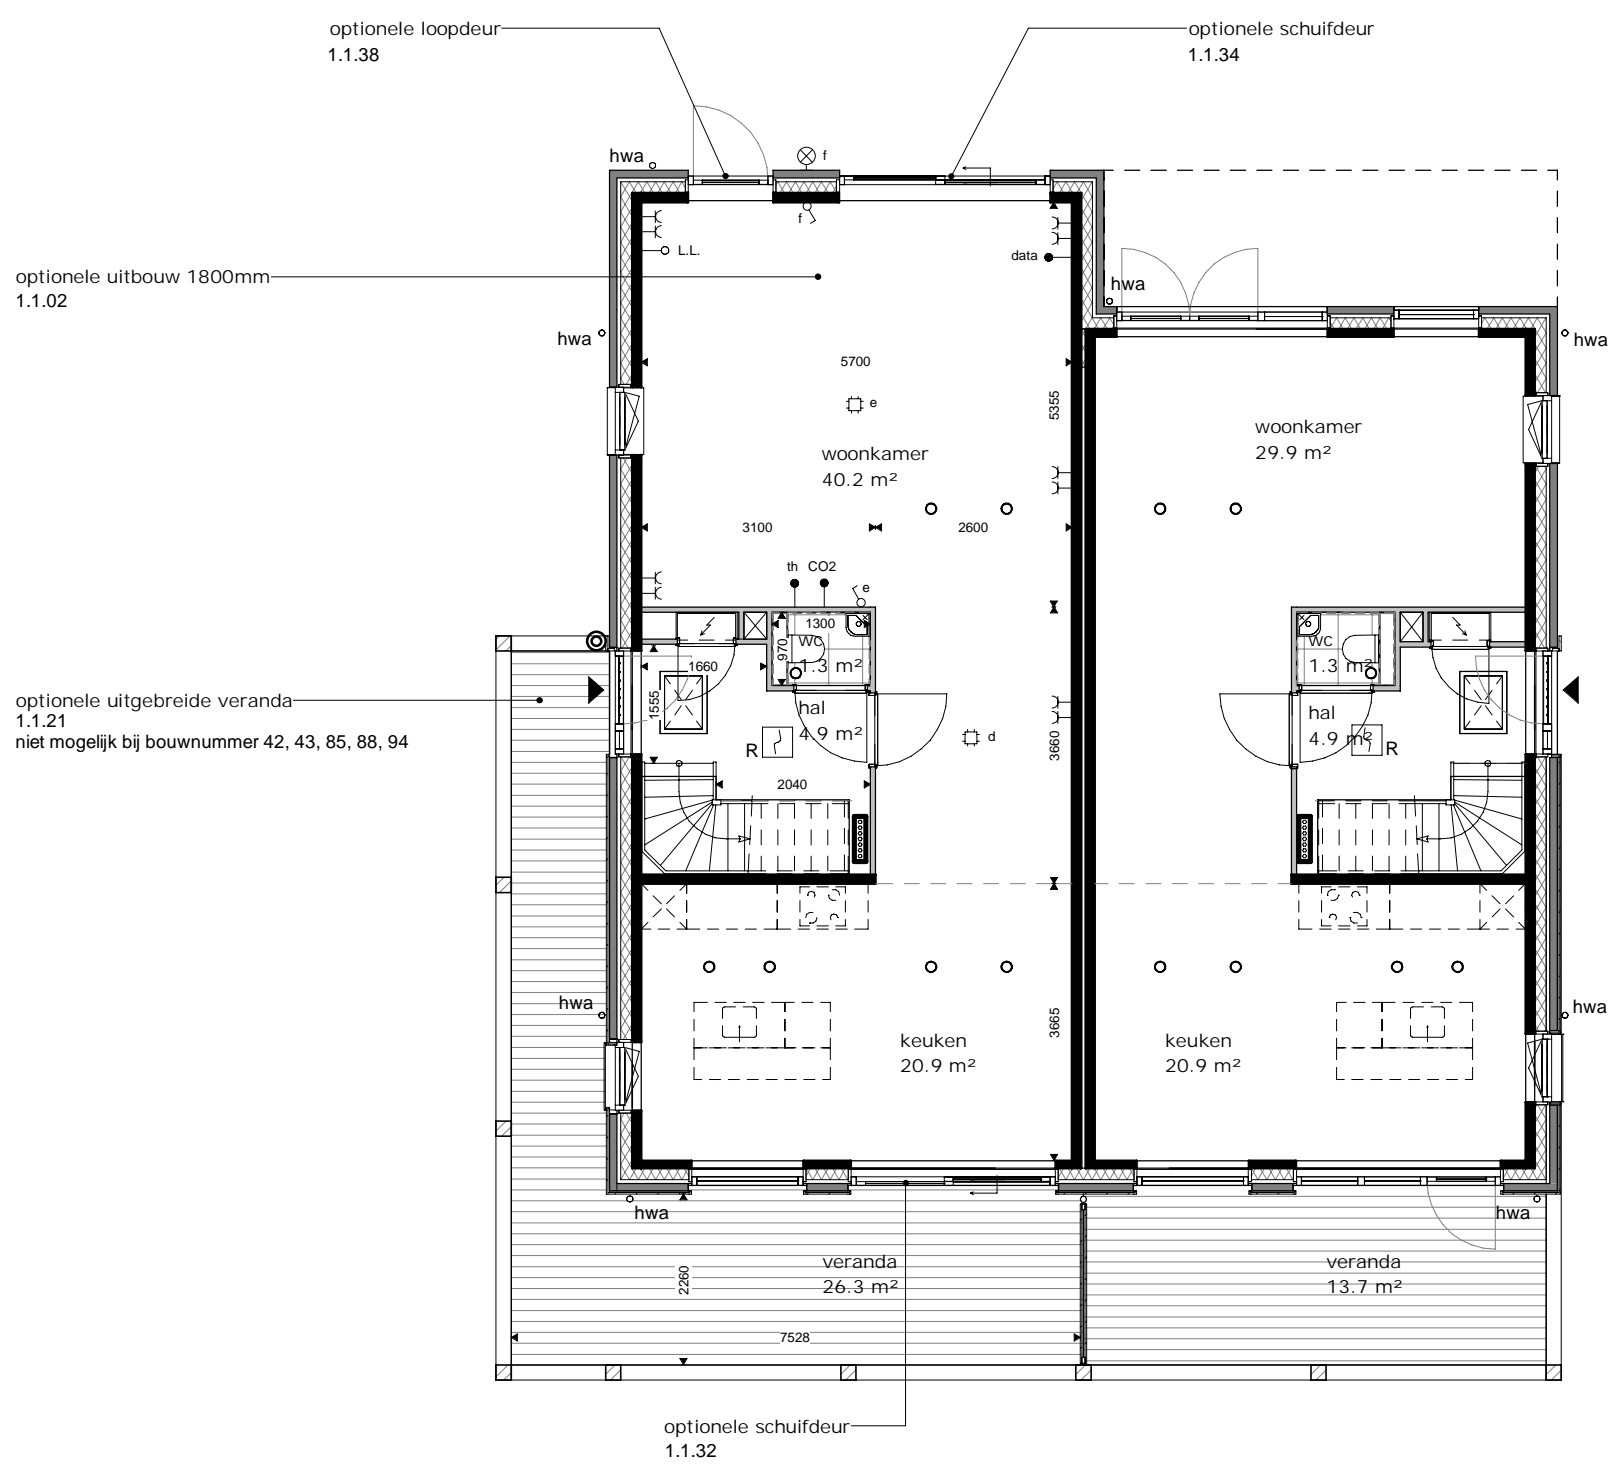 optionele loopdeur
1.1.38
optionele schuifdeur
1.1.34
hwa
f
f
L.L.
data
optionele uitbouw 1800mm
1.1.02
hwa
hwa
hwa
5700
5355
e
woonkamer
40.2 m²
woonkamer
29.9 m²
3100
2600
th
CO2
e
1300
970
wc
1.3 m²
wc
1.3 m²
1660
1555
optionele uitgebreide veranda
1.1.21
niet mogelijk bij bouwnummer 42, 43, 85, 88, 94
hal
4.9 m²
R
d
3660
hal
4.9 m²
R
2040
hwa
hwa
3665
keuken
20.9 m²
keuken
20.9 m²
hwa
hwa
2260
veranda
26.3 m²
veranda
13.7 m²
7528
optionele schuifdeur
1.1.32